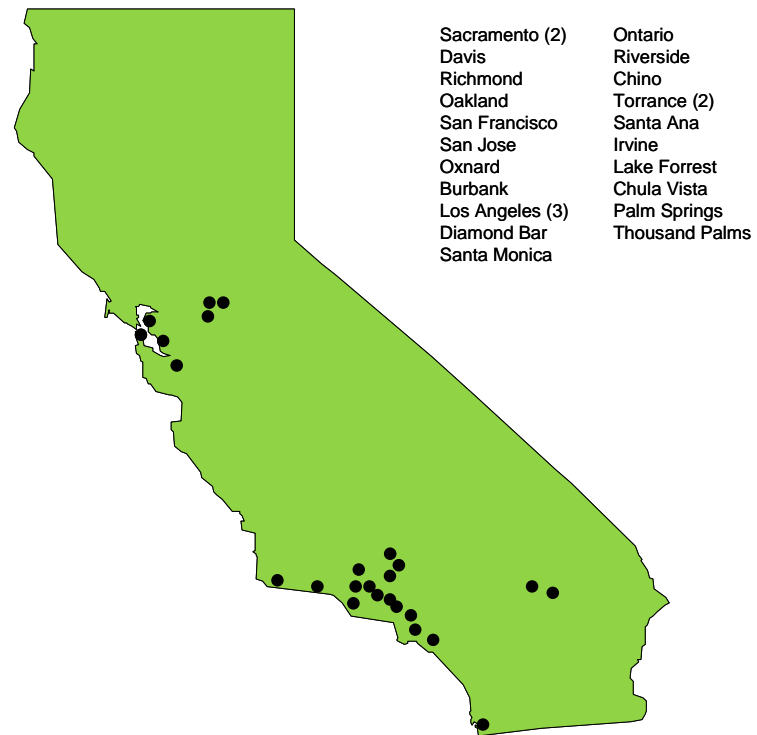 Sacramento (2)
Davis
Richmond
Oakland
San Francisco
San Jose
Oxnard
Burbank
Los Angeles (3)
Diamond Bar
Santa Monica
Ontario
Riverside
Chino
Torrance (2)
Santa Ana
Irvine
Lake Forrest
Chula Vista
Palm Springs
Thousand Palms